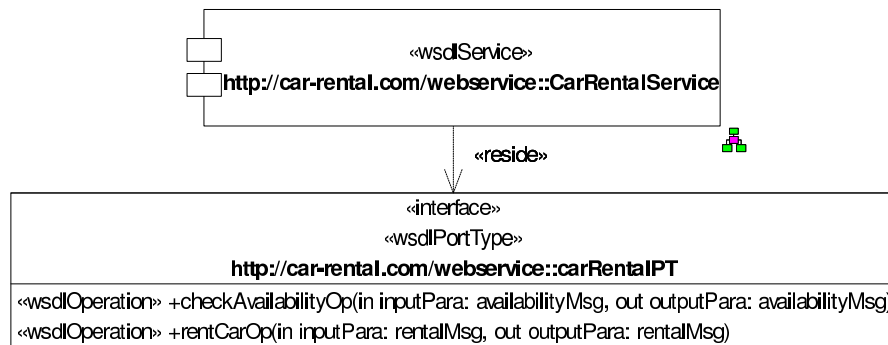 «wsdlService»
http://car-rental.com/webservice::CarRentalService
«reside»
«interface»
«wsdlPortType»
http://car-rental.com/webservice::carRentalPT
«wsdlOperation» +checkAvailabilityOp(in inputPara: availabilityMsg, out outputPara: availabilityMsg)
«wsdlOperation» +rentCarOp(in inputPara: rentalMsg, out outputPara: rentalMsg)